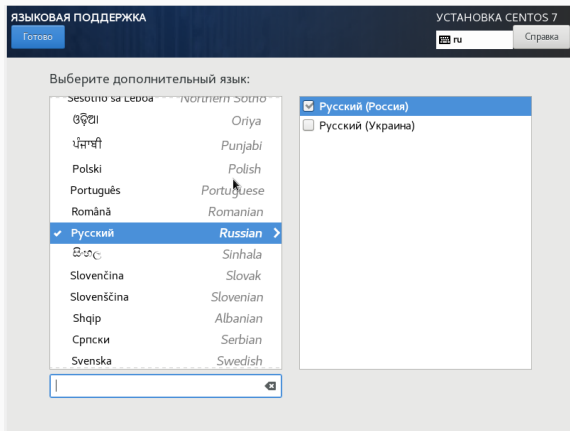 ЯЗЫКОВАЯ ПОДДЕРЖКА
УСТАНОВКА CENTOS 7
Готово
ru
Справка
Выберите дополнительный язык:
Sesotho sa Leboa Northern Sotho
ଓଡ଼ିଆ Oriya
ਪੰਜਾਬੀ Punjabi
Polski Polish
Português Portuguese
Română Romanian
Русский Russian
සිංහල Sinhala
Slovenčina Slovak
Slovenščina Slovenian
Shqip Albanian
Српски Serbian
Svenska Swedish
Русский (Россия)
Русский (Украина)